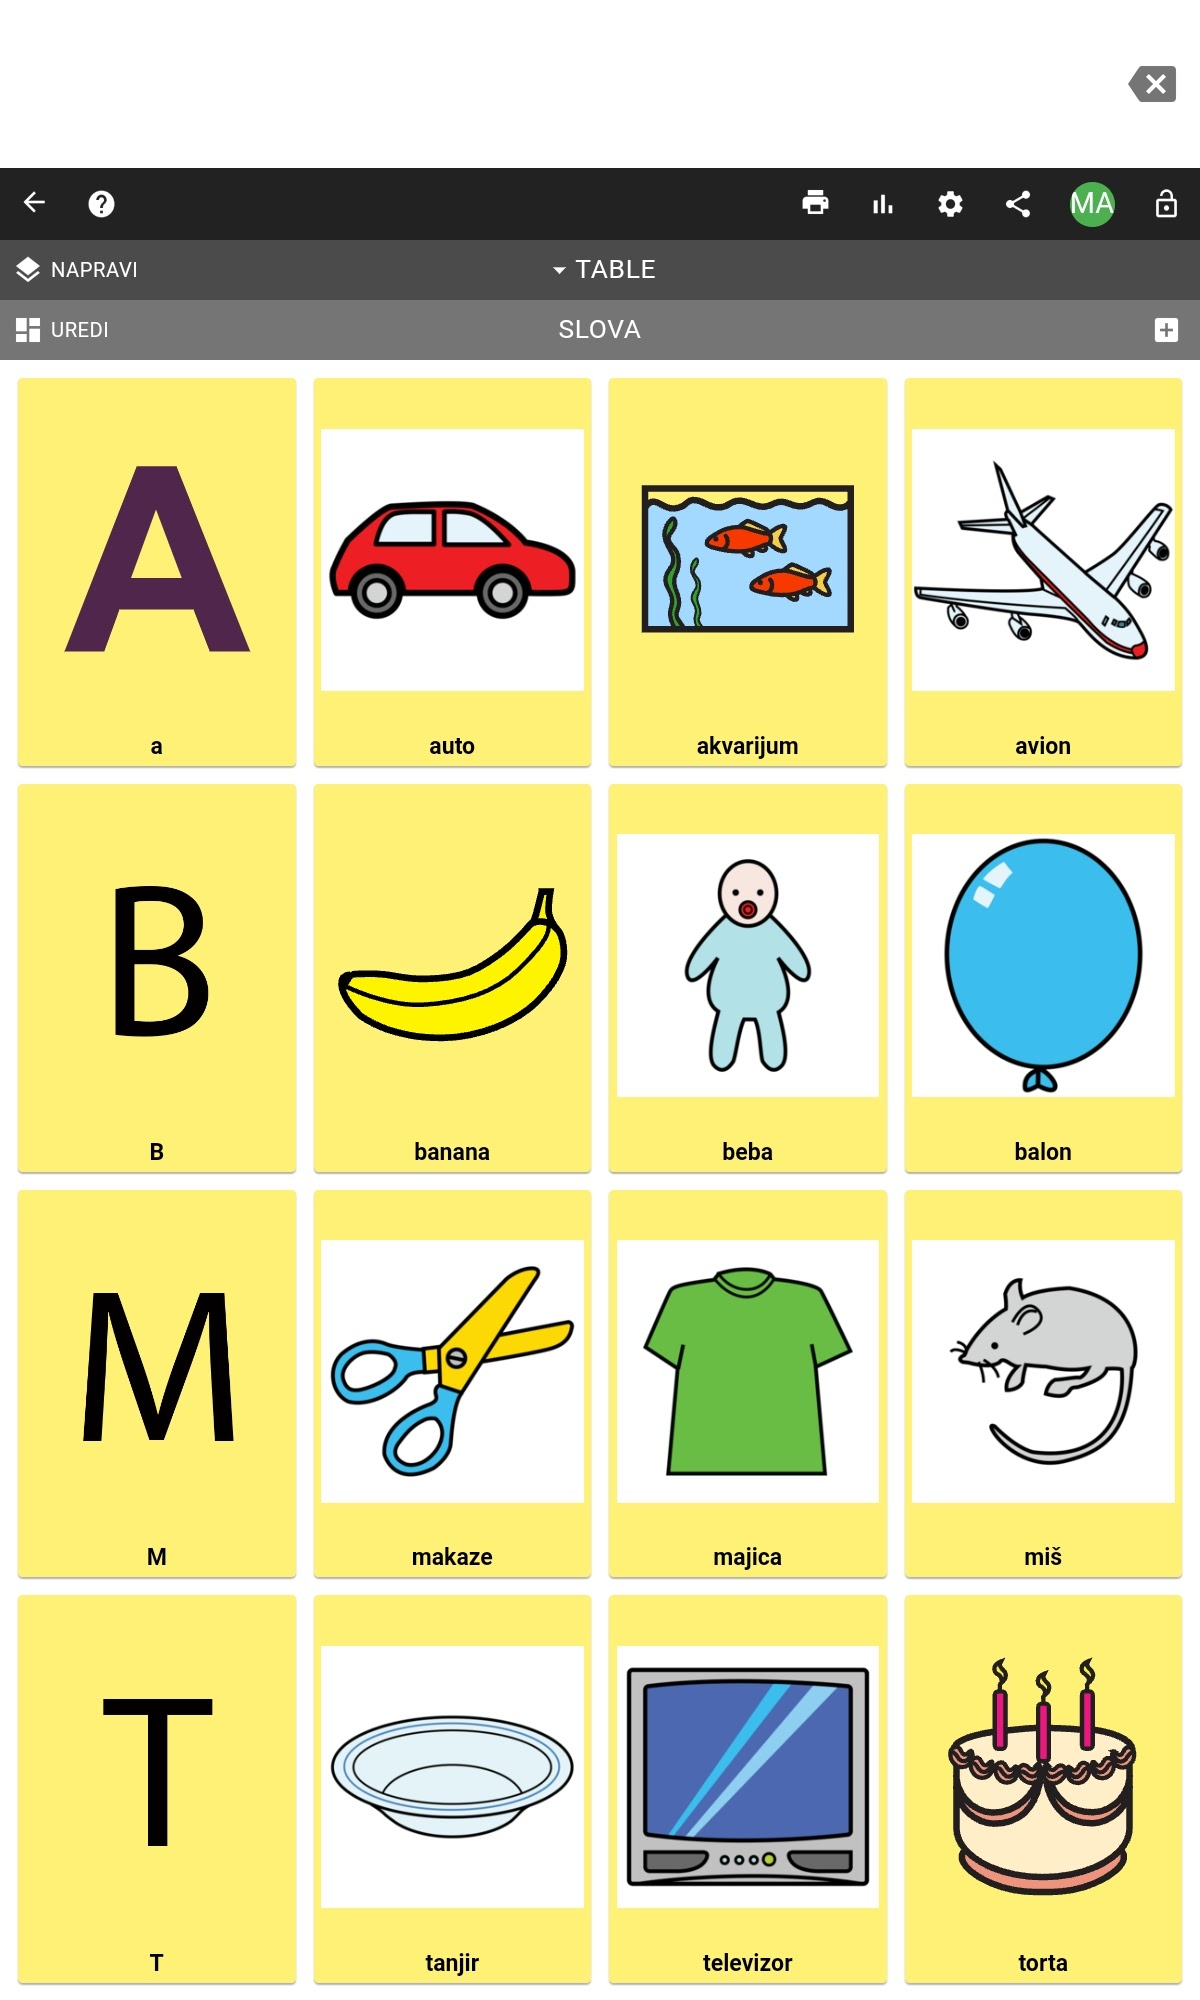 MA
NAPRAVI
TABLE
UREDI
SLOVA
A
a
auto
akvarijum
avion
B
B
banana
beba
balon
M
M
makaze
majica
miš
T
T
tanjir
televizor
torta